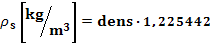 ρₛ [kg/m³] = dens · 1,225442